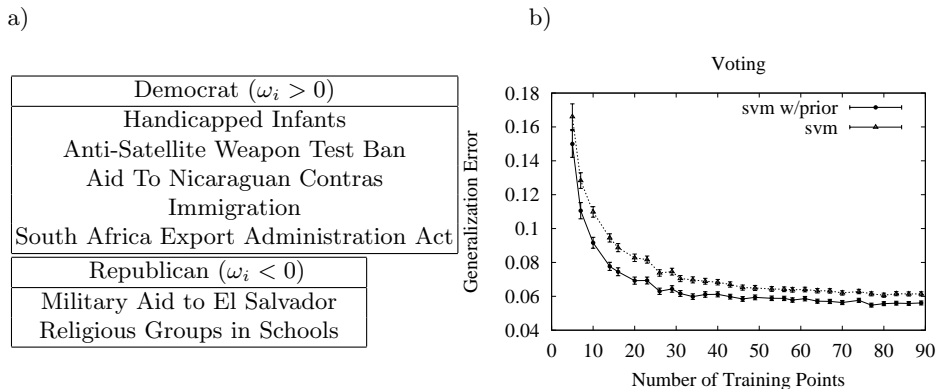 a)
Democrat (ω_i > 0)
Handicapped Infants
Anti-Satellite Weapon Test Ban
Aid To Nicaraguan Contras
Immigration
South Africa Export Administration Act
Republican (ω_i < 0)
Military Aid to El Salvador
Religious Groups in Schools
b)
Voting
svm w/prior
svm
Generalization Error
0.18
0.16
0.14
0.12
0.1
0.08
0.06
0.04
0 10 20 30 40 50 60 70 80 90
Number of Training Points